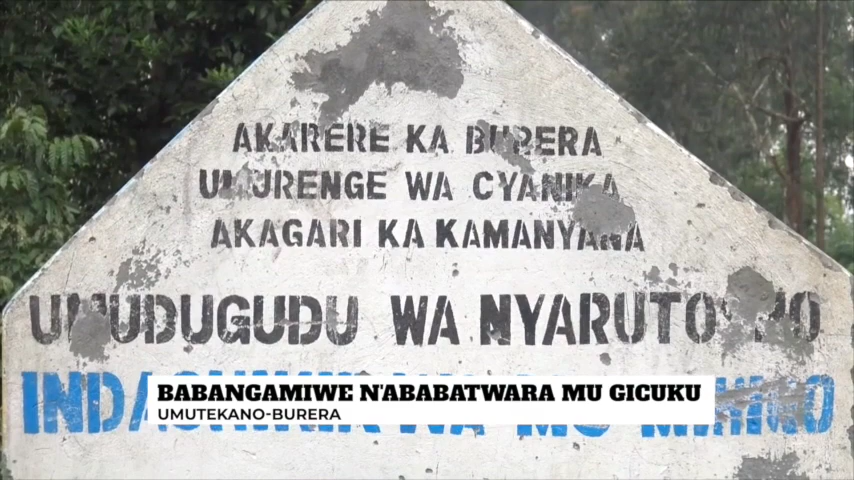 AKARERE KA BURERA
UMURENGE WA CYANIKA
AKAGARI KA KAMANYANA
UMUDUGUDU WA
BABANGAMIWE N'ABABATWARA MU GICUKU
UMUTEKANO-BURERA